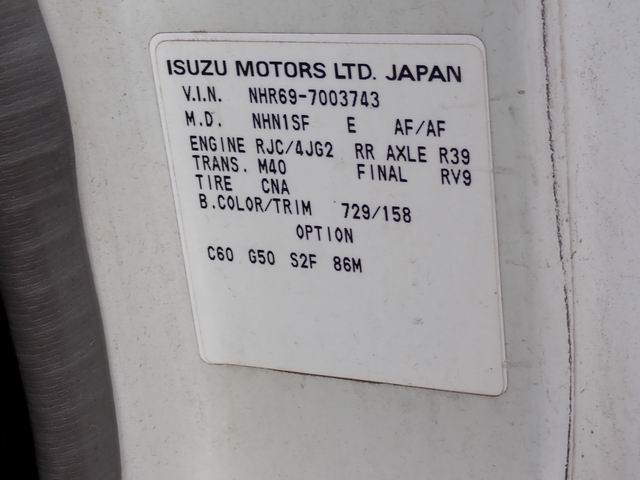 ISUZU MOTORS LTD. JAPAN
V.I.N. NHR69-7003743
M.D. NHN1SF E AF/AF
ENGINE RJC/4JG2 RR AXLE R39
TRANS. M40 FINAL RV9
TIRE CNA
B.COLOR/TRIM 729/158
OPTION
C60 G50 S2F 86M